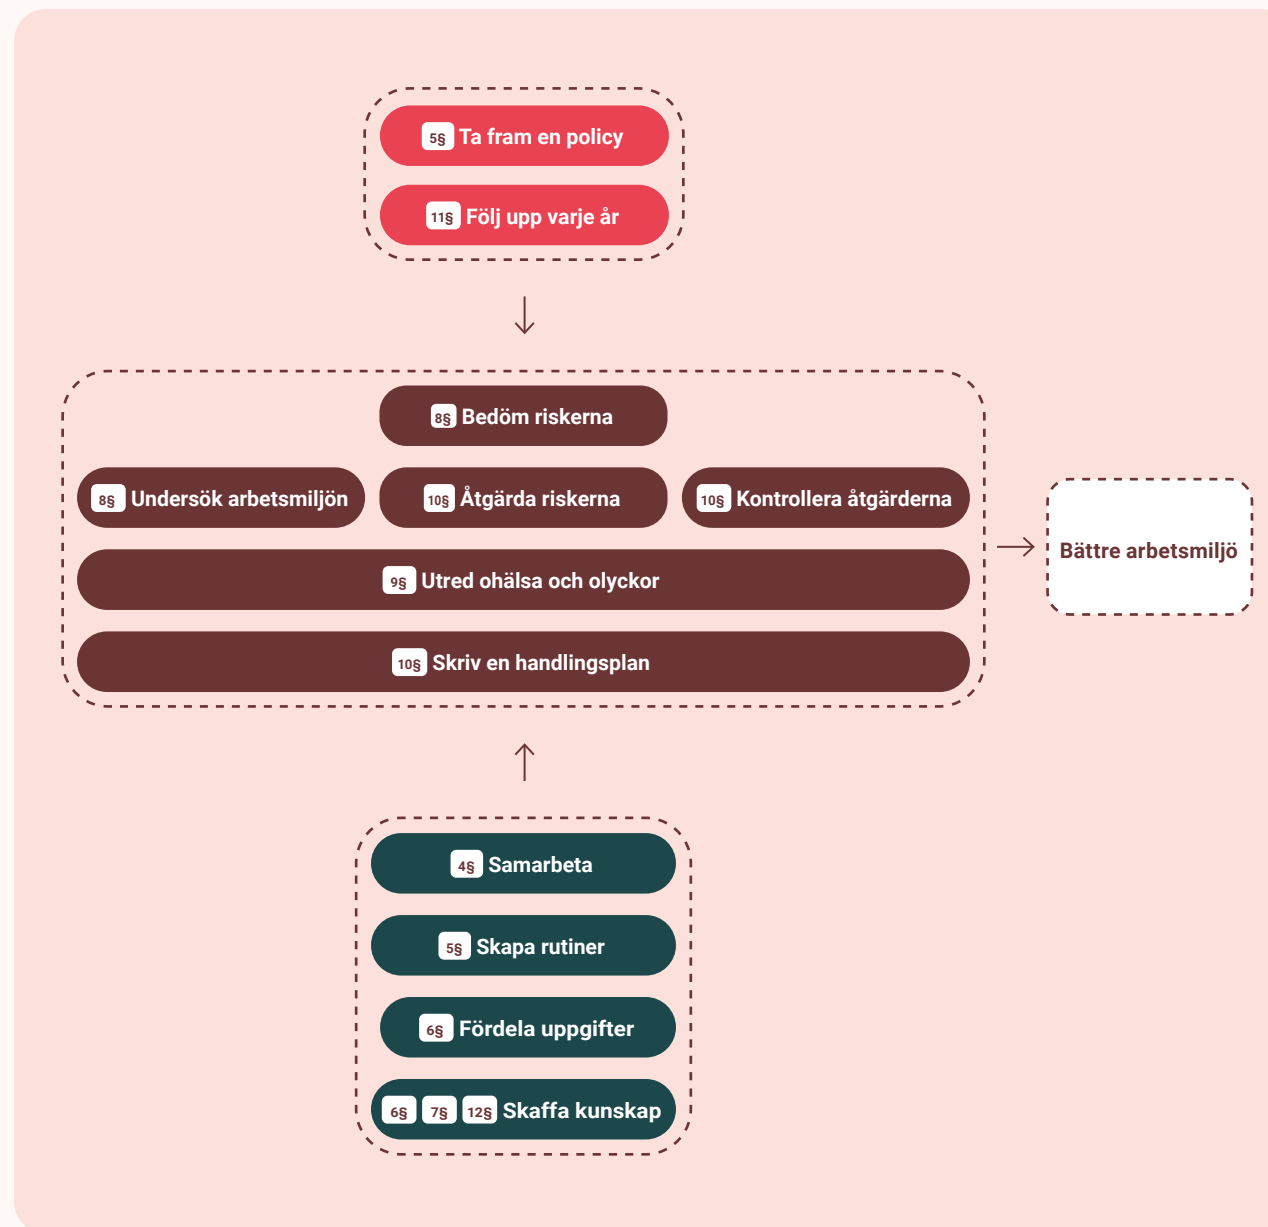 5§ Ta fram en policy
11§ Följ upp varje år
8§ Bedöm riskerna
8§ Undersök arbetsmiljön
10§ Åtgärda riskerna
10§ Kontrollera åtgärderna
9§ Utred ohälsa och olyckor
10§ Skriv en handlingsplan
Bättre arbetsmiljö
4§ Samarbeta
5§ Skapa rutiner
6§ Fördela uppgifter
6§ 7§ 12§ Skaffa kunskap